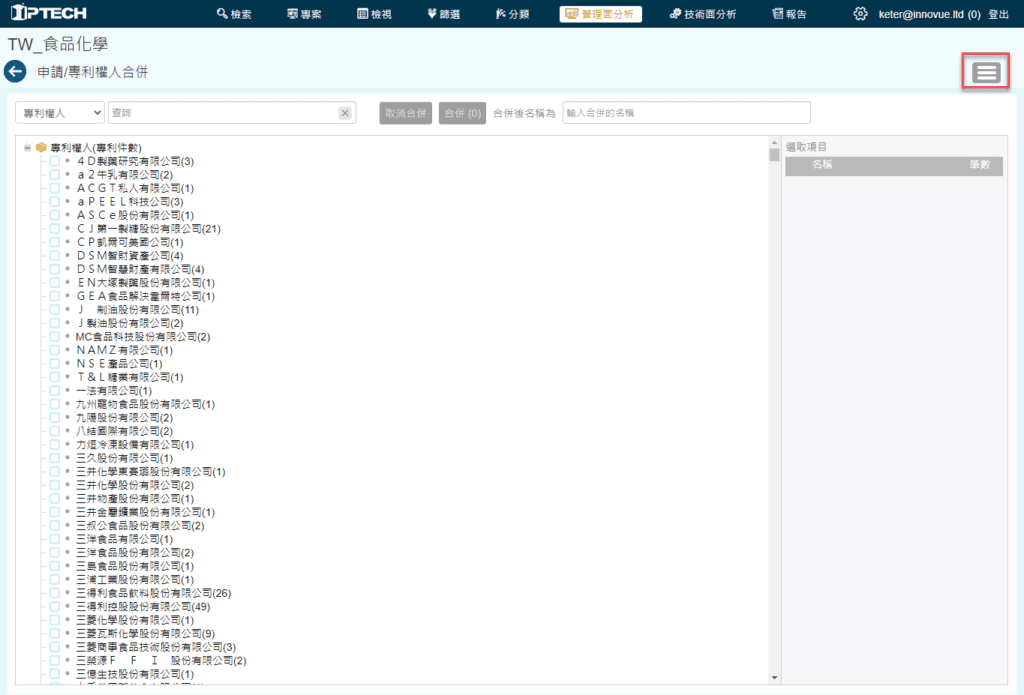 IPTECH 檢索 專案 檢視 篩選 分類 管理面分析 技術面分析 報告 keter@innovue.ltd (0) 登出
TW_食品化學
申請/專利權人合併
專利權人 查詢 取消合併 合併 (0) 合併後名稱為 輸入合併的名稱
專利權人(專利件數)
４Ｄ製藥研究有限公司(3)
ａ２牛乳有限公司(2)
ＡＣＧＴ私人有限公司(1)
ａＰＥＥＬ科技公司(3)
ＡＳＣｅ股份有限公司(1)
ＣＪ第一製糖股份有限公司(21)
ＣＰ凱爾可美國公司(1)
ＤＳＭ智財資產公司(4)
ＤＳＭ智慧財產有限公司(4)
ＥＮ大塚製藥股份有限公司(1)
ＧＥＡ食品解決韋爾特公司(1)
Ｊ　制油股份有限公司(11)
Ｊ製油股份有限公司(2)
MC食品科技股份有限公司(2)
ＮＡＭＺ有限公司(1)
ＮＳＥ產品公司(1)
Ｔ＆Ｌ糖業有限公司(1)
一法有限公司(1)
九州寵物食品股份有限公司(1)
九陽股份有限公司(2)
八結國際有限公司(2)
力烜冷凍設備有限公司(1)
三久股份有限公司(1)
三井化學東賽璐股份有限公司(1)
三井化學股份有限公司(2)
三井物產股份有限公司(1)
三井金屬鑛業股份有限公司(1)
三叔公食品股份有限公司(2)
三洋食品有限公司(1)
三洋食品股份有限公司(2)
三島食品股份有限公司(1)
三浦工業股份有限公司(1)
三得利食品飲料股份有限公司(26)
三得利控股股份有限公司(49)
三菱化學股份有限公司(1)
三菱瓦斯化學股份有限公司(9)
三菱商事食品技術股份有限公司(3)
三榮源Ｆ　Ｆ　Ｉ　股份有限公司(2)
三億生技股份有限公司(1)
選取項目
名稱 筆數